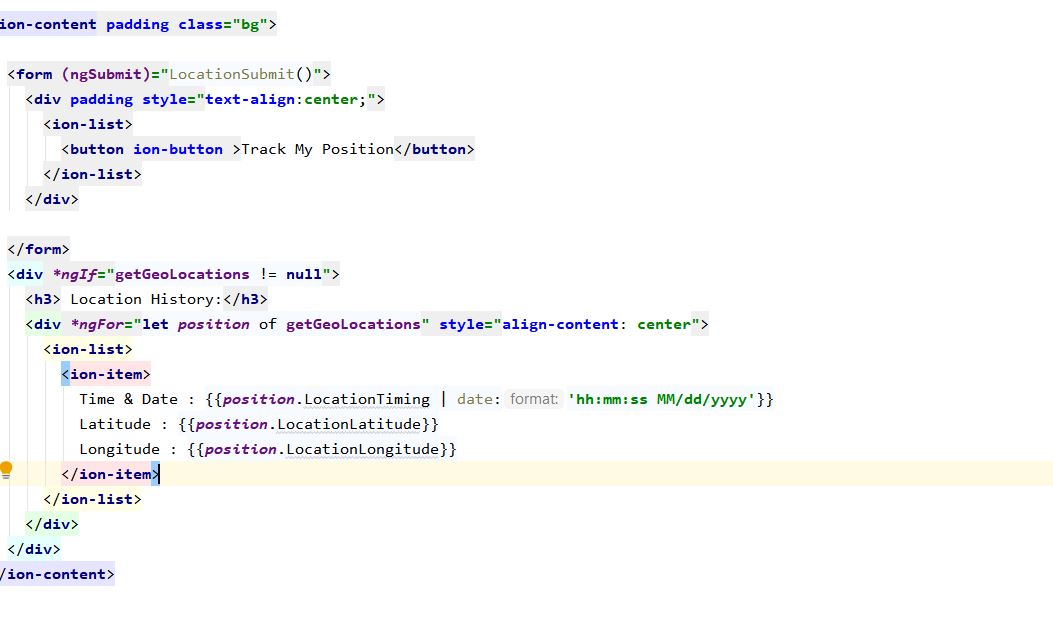 ion-content padding class="bg">
<form (ngSubmit)="LocationSubmit()">
<div padding style="text-align:center;">
<ion-list>
<button ion-button >Track My Position</button>
</ion-list>
</div>
</form>
<div *ngIf="getGeoLocations != null">
<h3> Location History:</h3>
<div *ngFor="let position of getGeoLocations" style="align-content: center">
<ion-list>
<ion-item>
Time & Date : {{position.LocationTiming | date: format: 'hh:mm:ss MM/dd/yyyy'}}
Latitude : {{position.LocationLatitude}}
Longitude : {{position.LocationLongitude}}
</ion-item>
</ion-list>
</div>
</div>
/ion-content>